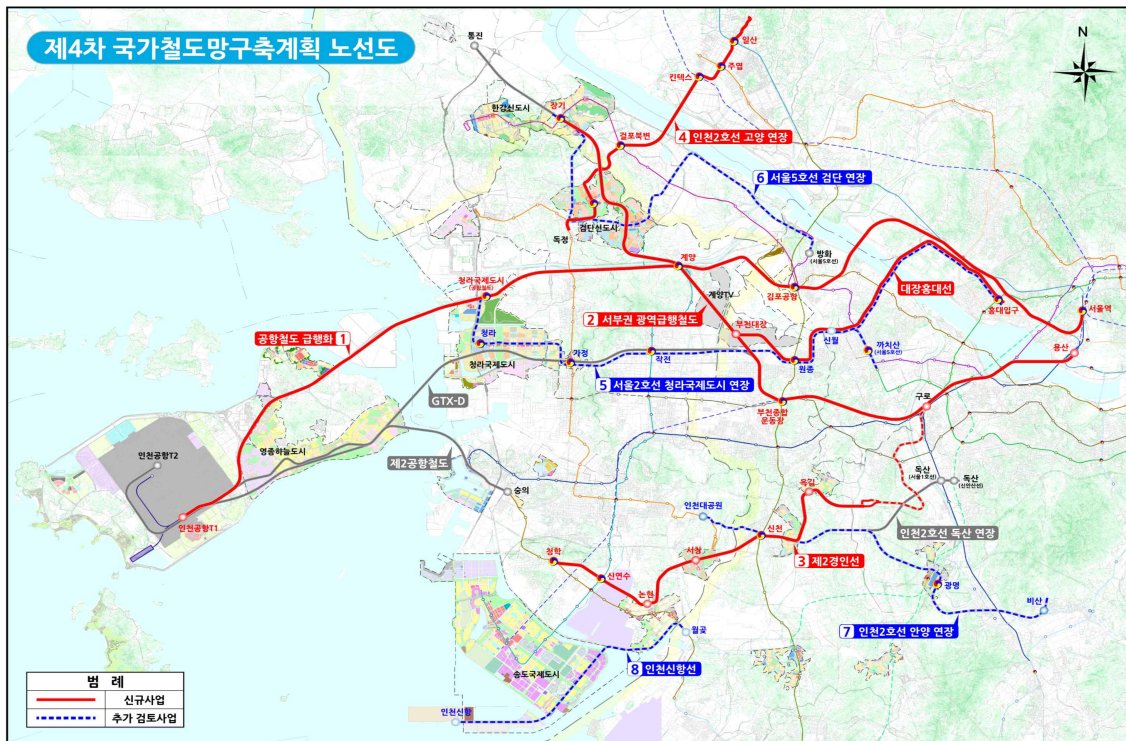 제4차 국가철도망구축계획 노선도
N
통진
일산
주엽
킨텍스
한강신도시
장기
걸포북변
4 인천2호선 고양 연장
6 서울5호선 검단 연장
검단신도시
독정
방화
(서울5호선)
계양
청라국제도시
(공항철도)
계양TV
김포공항
대장홍대선
홍대입구
서울역
2 서부권 광역급행철도
부천대장
공항철도 급행화 1
청라
신월
까치산
(서울5호선)
용산
가정
작전
원종
청라국제도시
5 서울2호선 청라국제도시 연장
GTX-D
부천종합
운동장
구로
영종하늘도시
제2공항철도
인천공항T2
독산
(서울1호선)
독산
(신안산선)
숭의
옥길
인천공항T1
인천대공원
신천
인천2호선 독산 연장
청학
서창
3 제2경인선
신연수
광명
논현
비산
월곶
7 인천2호선 안양 연장
8 인천신항선
송도국제도시
인천신항
범 례
신규사업
추가 검토사업